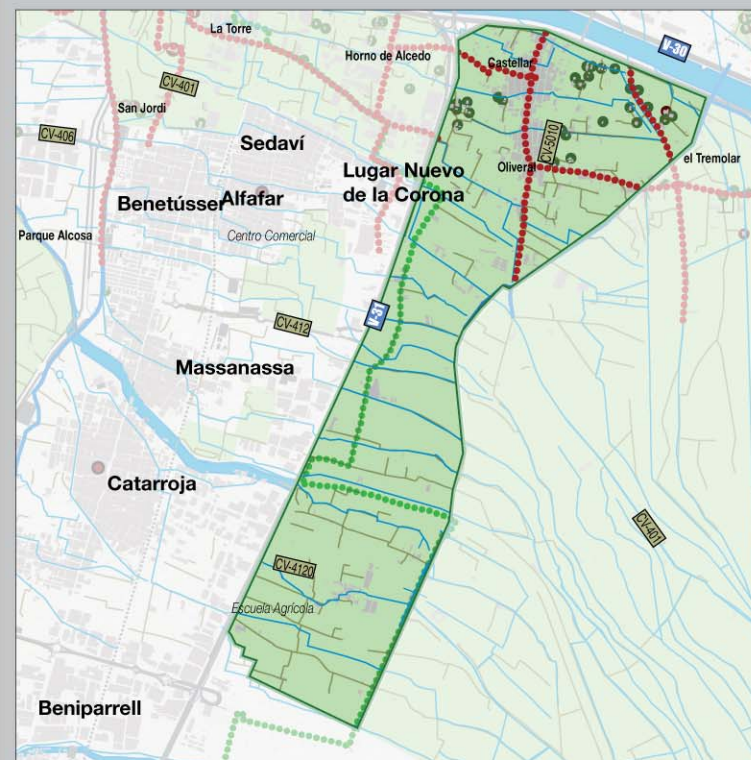 La Torre
V-30
Horno de Alcedo
Castellar
CV-401
San Jordi
CV-406
Sedaví
CV-5010
Lugar Nuevo
de la Corona
Oliveral
el Tremolar
Benetússer
Alfafar
Parque Alcosa
Centro Comercial
V-31
CV-412
Massanassa
Catarroja
CV-401
CV-4120
Escuela Agrícola
Beniparrell